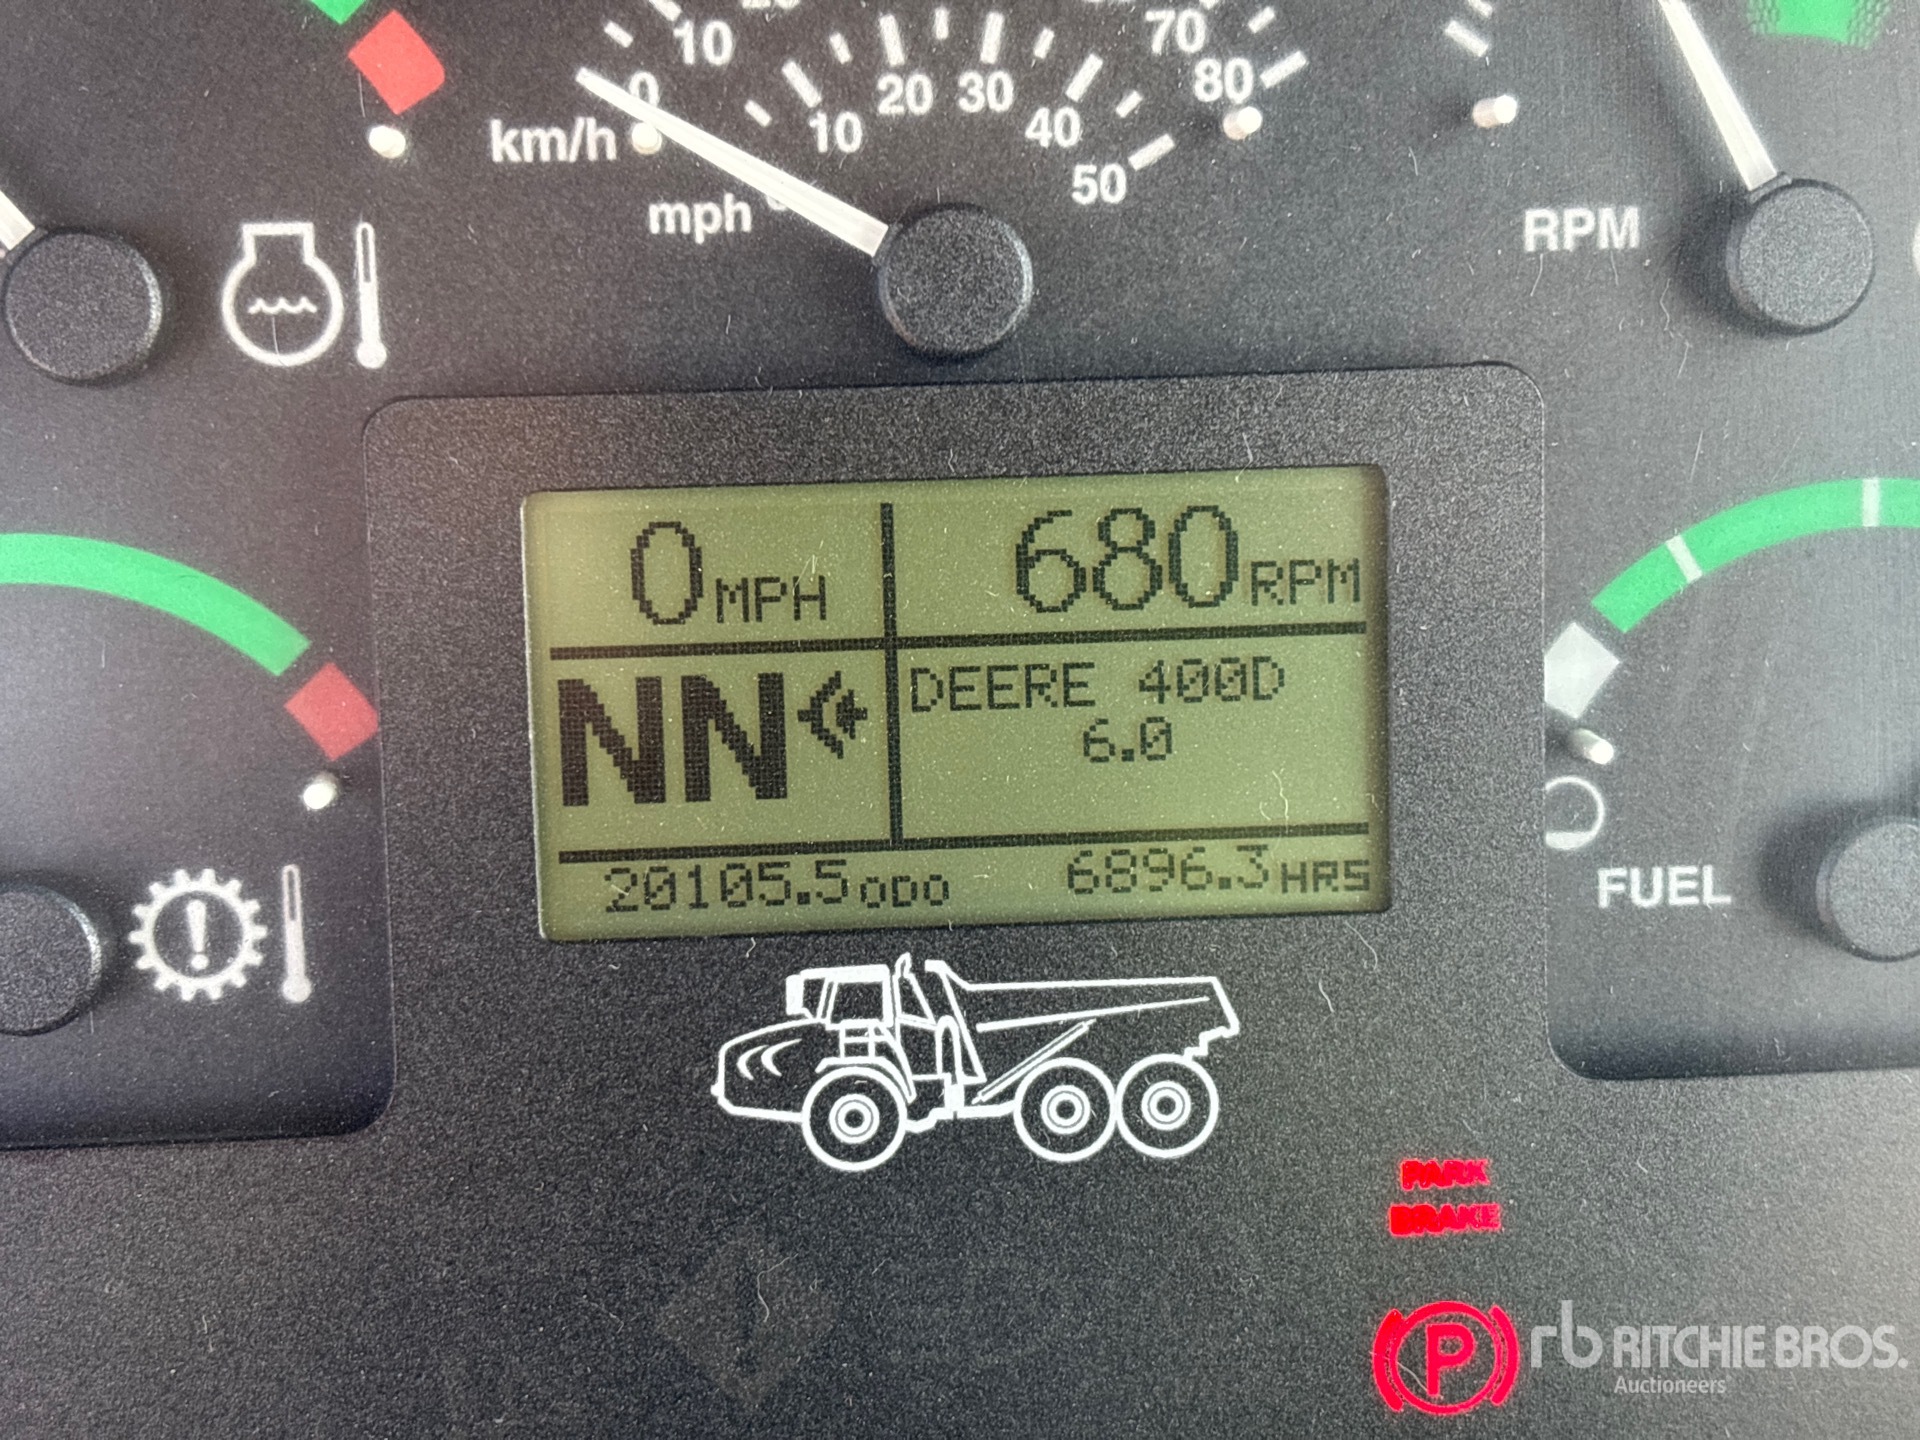 10
70
80
0
km/h
10
20
30
40
50
mph
RPM
0 MPH
680 RPM
NN
DEERE 400D
6.0
20105.5 ODO
6896.3 HRS
FUEL
PARK
BRAKE
P
rb RITCHIE BROS.
Auctioneers